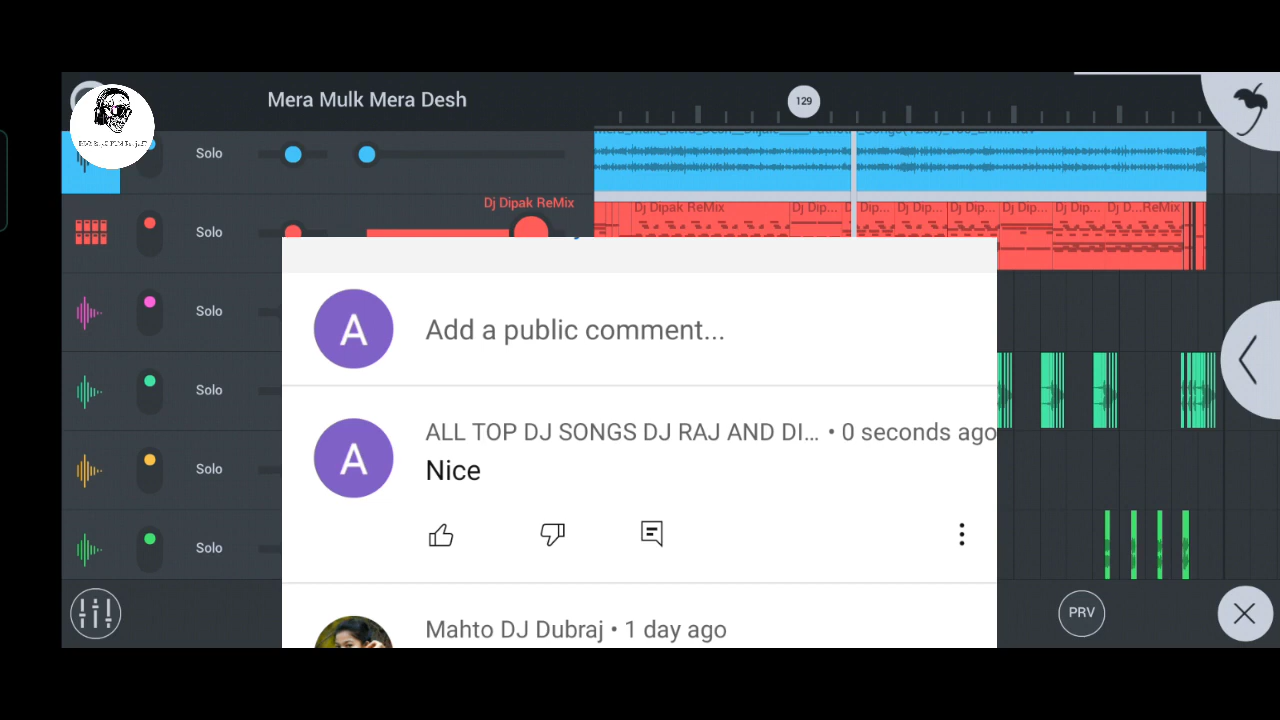 Mera Mulk Mera Desh
129
Solo
Dj Dipak ReMix
Solo
Dj Dipak ReMix
Dj Dip...
Dip...
Dj Dip...
Dj Dip...
Dj Dip...
Dj D...ReMix
Solo
Add a public comment...
Solo
ALL TOP DJ SONGS DJ RAJ AND DI... • 0 seconds ago
Nice
Solo
Solo
PRV
Mahto DJ Dubraj • 1 day ago
A
A